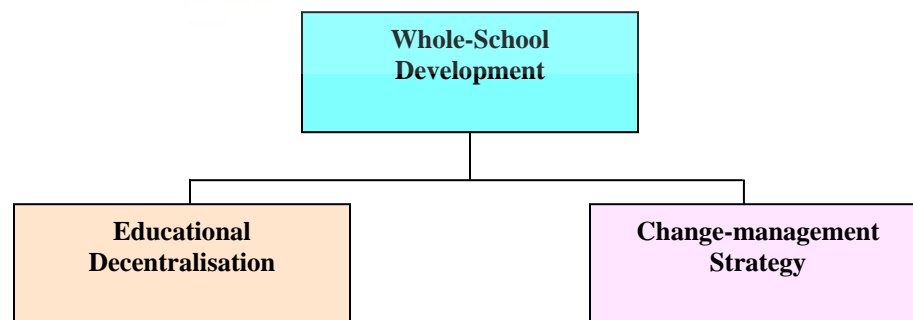 Whole-School
Development
Educational
Decentralisation
Change-management
Strategy